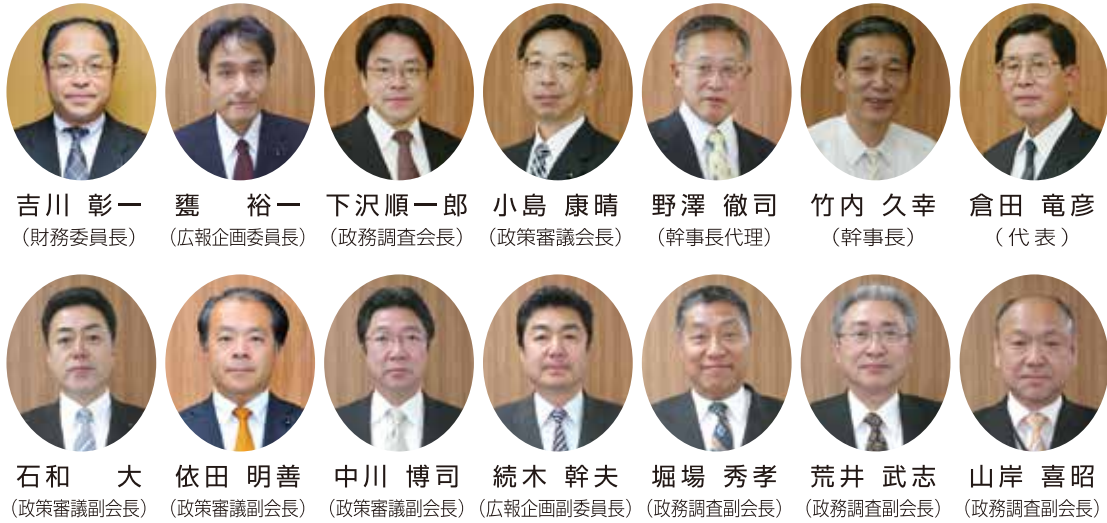 吉川 彰一 甕 裕一 下沢順一郎 小島 康晴 野澤 徹司 竹内 久幸 倉田 竜彦
(財務委員長) (広報企画委員長) (政務調査会長) (政策審議会長) (幹事長代理) (幹事長) (代表)
石和 大 依田 明善 中川 博司 続木 幹夫 堀場 秀孝 荒井 武志 山岸 喜昭
(政策審議副会長) (政策審議副会長) (政策審議副会長) (広報企画副委員長) (政務調査副会長) (政務調査副会長) (政務調査副会長)